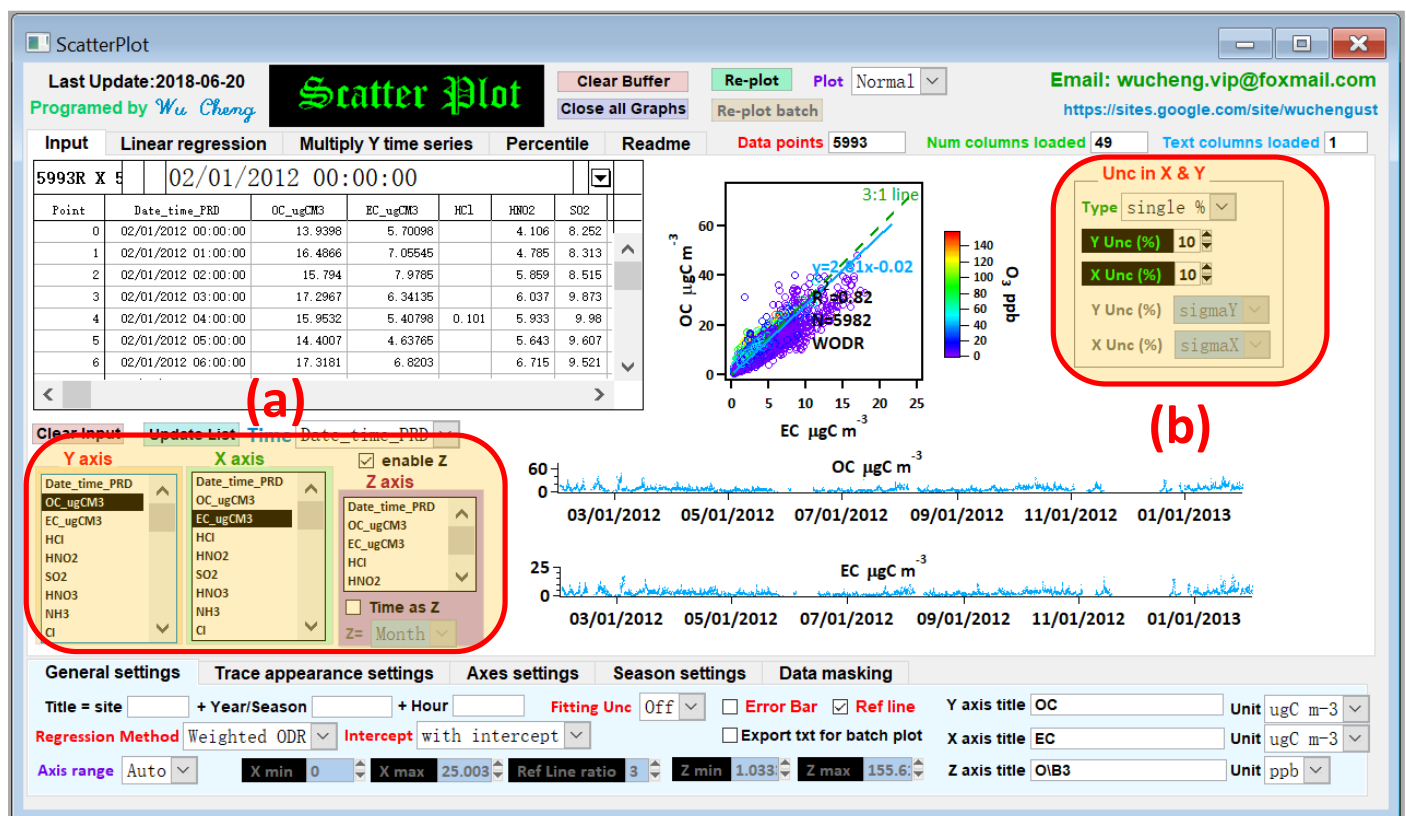 ScatterPlot
Last Update:2018-06-20
Programed by Wu Cheng
Scatter Plot
Clear Buffer
Close all Graphs
Re-plot
Plot Normal
Re-plot batch
Email: wucheng.vip@foxmail.com
https://sites.google.com/site/wuchengust
Input Linear regression Multiply Y time series Percentile Readme
Data points 5993
Num columns loaded 49
Text columns loaded 1
5993R X 5
02/01/2012 00:00:00
Point Date_time_PRD OC_ugCM3 EC_ugCM3 HCl HNO2 SO2
0 02/01/2012 00:00:00 13.9398 5.70098 4.106 8.252
1 02/01/2012 01:00:00 16.4866 7.05545 4.785 8.313
2 02/01/2012 02:00:00 15.794 7.9785 5.859 8.515
3 02/01/2012 03:00:00 17.2967 6.34135 6.037 9.873
4 02/01/2012 04:00:00 15.9532 5.40798 0.101 5.933 9.98
5 02/01/2012 05:00:00 14.4007 4.63765 5.643 9.607
6 02/01/2012 06:00:00 17.3181 6.8203 6.715 9.521
(a)
Clear Input Update List Time Date_time_PRD
Y axis
Date_time_PRD
OC_ugCM3
EC_ugCM3
HCl
HNO2
SO2
HNO3
NH3
Cl
X axis
Date_time_PRD
OC_ugCM3
EC_ugCM3
HCl
HNO2
SO2
HNO3
NH3
Cl
enable Z
Z axis
Date_time_PRD
OC_ugCM3
EC_ugCM3
HCl
HNO2
Time as Z
Z= Month
3:1 line
y=2.81x-0.02
R²=0.82
N=5982
WODR
OC μgC m-3
60
40
20
0
0 5 10 15 20 25
EC μgC m-3
140
120
100
80
60
40
20
0
O3 ppb
Unc in X & Y
Type single %
Y Unc (%) 10
X Unc (%) 10
Y Unc (%) sigmaY
X Unc (%) sigmaX
(b)
OC μgC m-3
60
0
03/01/2012 05/01/2012 07/01/2012 09/01/2012 11/01/2012 01/01/2013
EC μgC m-3
25
0
03/01/2012 05/01/2012 07/01/2012 09/01/2012 11/01/2012 01/01/2013
General settings Trace appearance settings Axes settings Season settings Data masking
Title = site + Year/Season + Hour Fitting Unc Off Error Bar Ref line Y axis title OC Unit ugC m-3
Regression Method Weighted ODR Intercept with intercept Export txt for batch plot X axis title EC Unit ugC m-3
Axis range Auto X min 0 X max 25.003 Ref Line ratio 3 Z min 1.033 Z max 155.6 Z axis title O\B3 Unit ppb